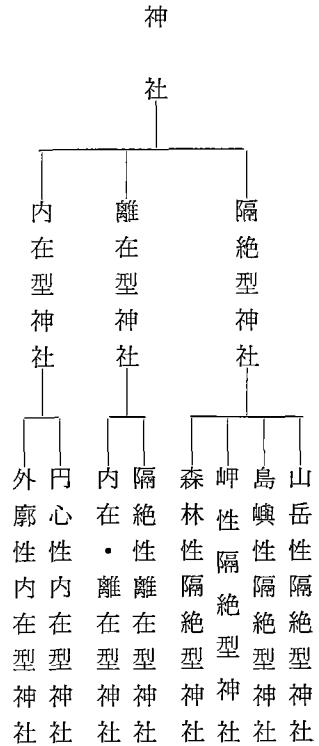 神社
隔絶型神社
離在型神社
内在型神社
山岳性隔絶型神社
島嶼性隔絶型神社
岬性隔絶型神社
森林性隔絶型神社
隔絶性離在型神社
内在・離在型神社
円心性内在型神社
外廓性内在型神社